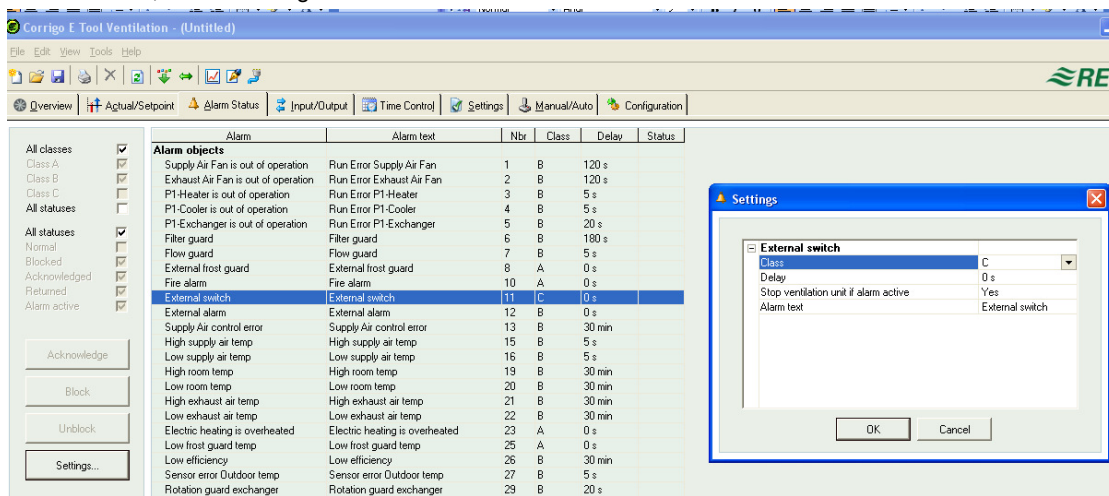 Corrigo E Tool Ventilation - (Untitled)
File Edit View Tools Help
RE
Overview Actual/Setpoint Alarm Status Input/Output Time Control Settings Manual/Auto Configuration
All classes
Class A
Class B
Class C
All statuses
All statuses
Normal
Blocked
Acknowledged
Returned
Alarm active
Acknowledge
Block
Unblock
Settings...
Alarm Alarm text Nbr Class Delay Status
Alarm objects
Supply Air Fan is out of operation Run Error Supply Air Fan 1 B 120 s
Exhaust Air Fan is out of operation Run Error Exhaust Air Fan 2 B 120 s
P1-Heater is out of operation Run Error P1-Heater 3 B 5 s
P1-Cooler is out of operation Run Error P1-Cooler 4 B 5 s
P1-Exchanger is out of operation Run Error P1-Exchanger 5 B 20 s
Filter guard Filter guard 6 B 180 s
Flow guard Flow guard 7 B 5 s
External frost guard External frost guard 8 A 0 s
Fire alarm Fire alarm 10 A 0 s
External switch External switch 11 C 0 s
External alarm External alarm 12 B 0 s
Supply Air control error Supply Air control error 13 B 30 min
High supply air temp High supply air temp 15 B 5 s
Low supply air temp Low supply air temp 16 B 5 s
High room temp High room temp 19 B 30 min
Low room temp Low room temp 20 B 30 min
High exhaust air temp High exhaust air temp 21 B 30 min
Low exhaust air temp Low exhaust air temp 22 B 30 min
Electric heating is overheated Electric heating is overheated 23 A 0 s
Low frost guard temp Low frost guard temp 25 A 0 s
Low efficiency Low efficiency 26 B 30 min
Sensor error Outdoor temp Sensor error Outdoor temp 27 B 5 s
Rotation guard exchanger Rotation guard exchanger 29 B 20 s
Settings
External switch
Class C
Delay 0 s
Stop ventilation unit if alarm active Yes
Alarm text External switch
OK Cancel